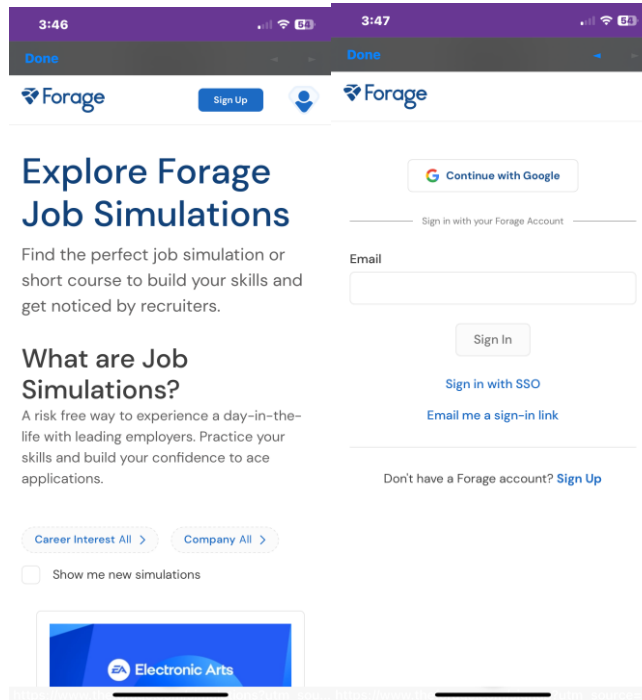 3:46
64
Done
Forage
Sign Up
Explore Forage
Job Simulations
Find the perfect job simulation or
short course to build your skills and
get noticed by recruiters.
What are Job
Simulations?
A risk free way to experience a day-in-the-
life with leading employers. Practice your
skills and build your confidence to ace
applications.
Career Interest All >
Company All >
Show me new simulations
EA Electronic Arts
3:47
64
Done
Forage
Continue with Google
Sign in with your Forage Account
Email
Sign In
Sign in with SSO
Email me a sign-in link
Don't have a Forage account? Sign Up